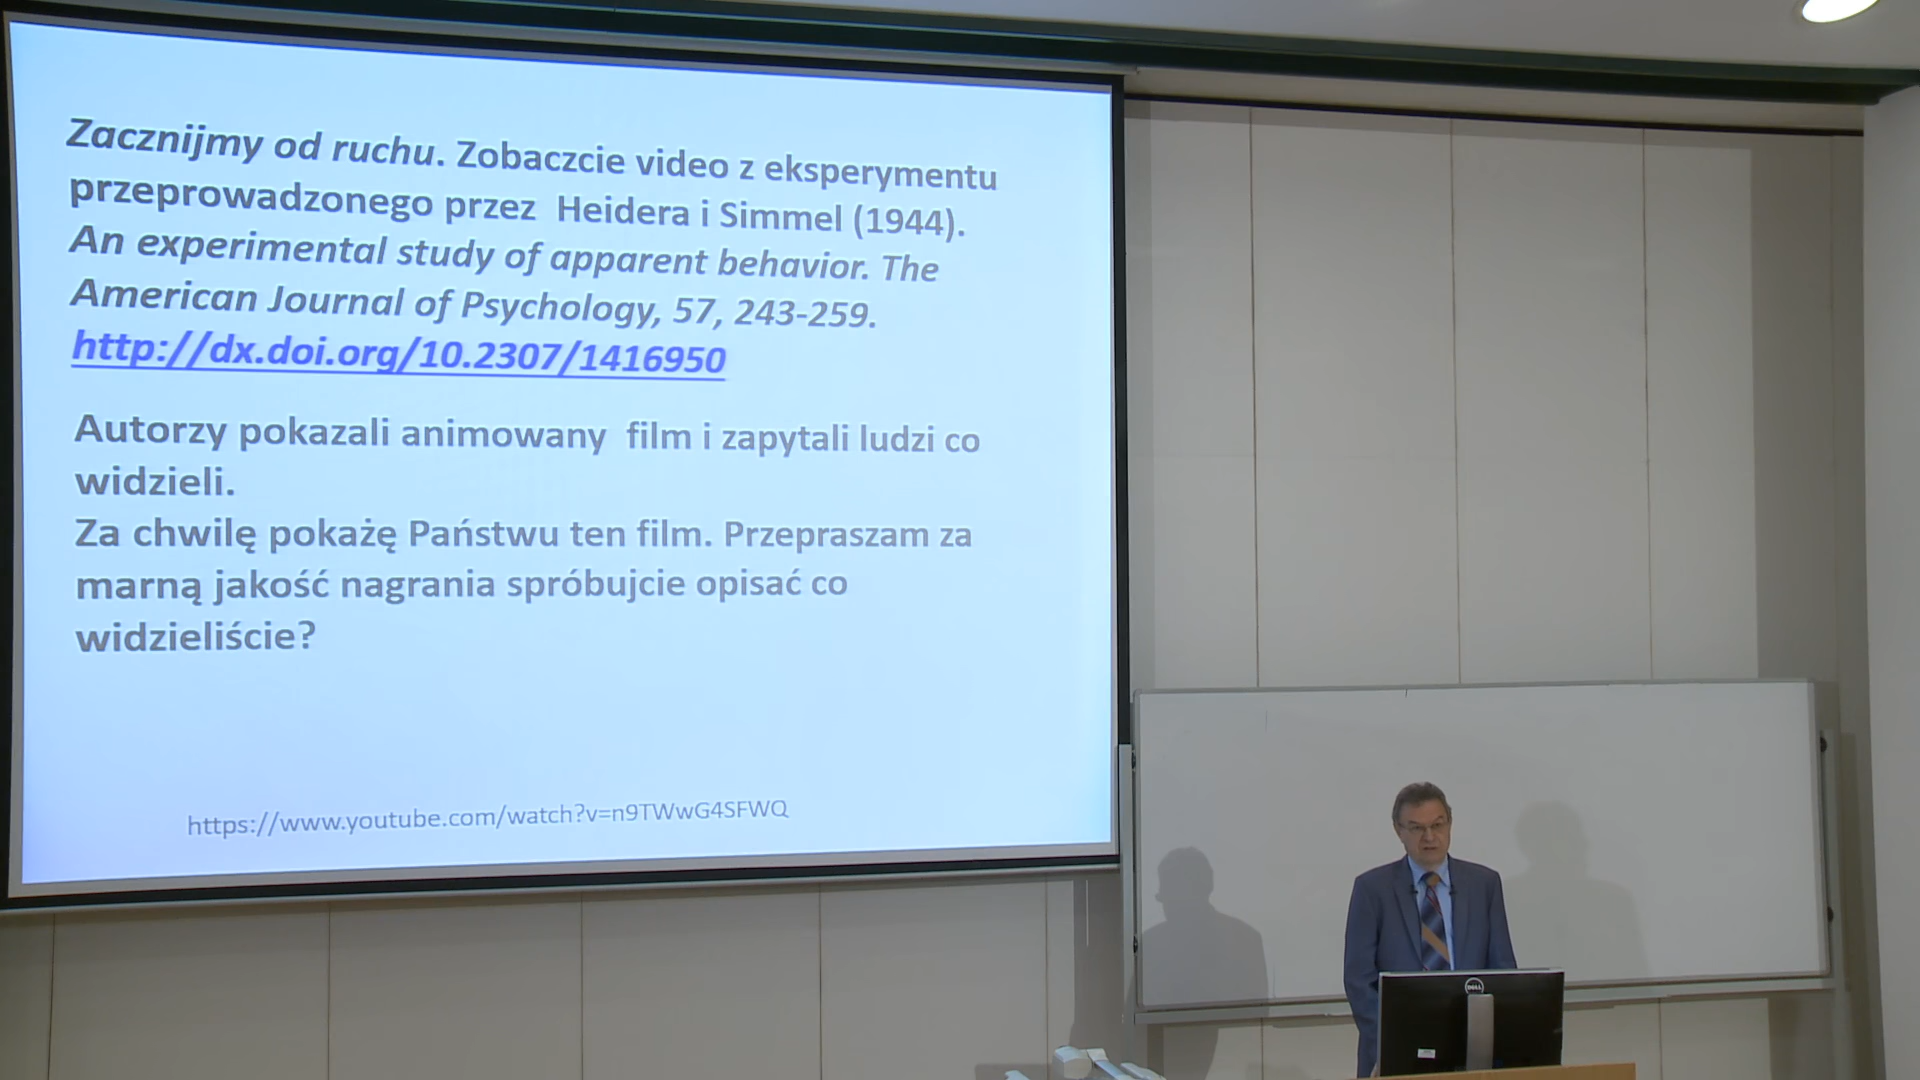 Zacznijmy od ruchu. Zobaczcie video z eksperymentu
przeprowadzonego przez Heidera i Simmel (1944).
An experimental study of apparent behavior. The
American Journal of Psychology, 57, 243-259.
http://dx.doi.org/10.2307/1416950
Autorzy pokazali animowany film i zapytali ludzi co
widzieli.
Za chwilę pokażę Państwu ten film. Przepraszam za
marną jakość nagrania spróbujcie opisać co
widzieliście?
https://www.youtube.com/watch?v=n9TWwG4SFWQ
DELL